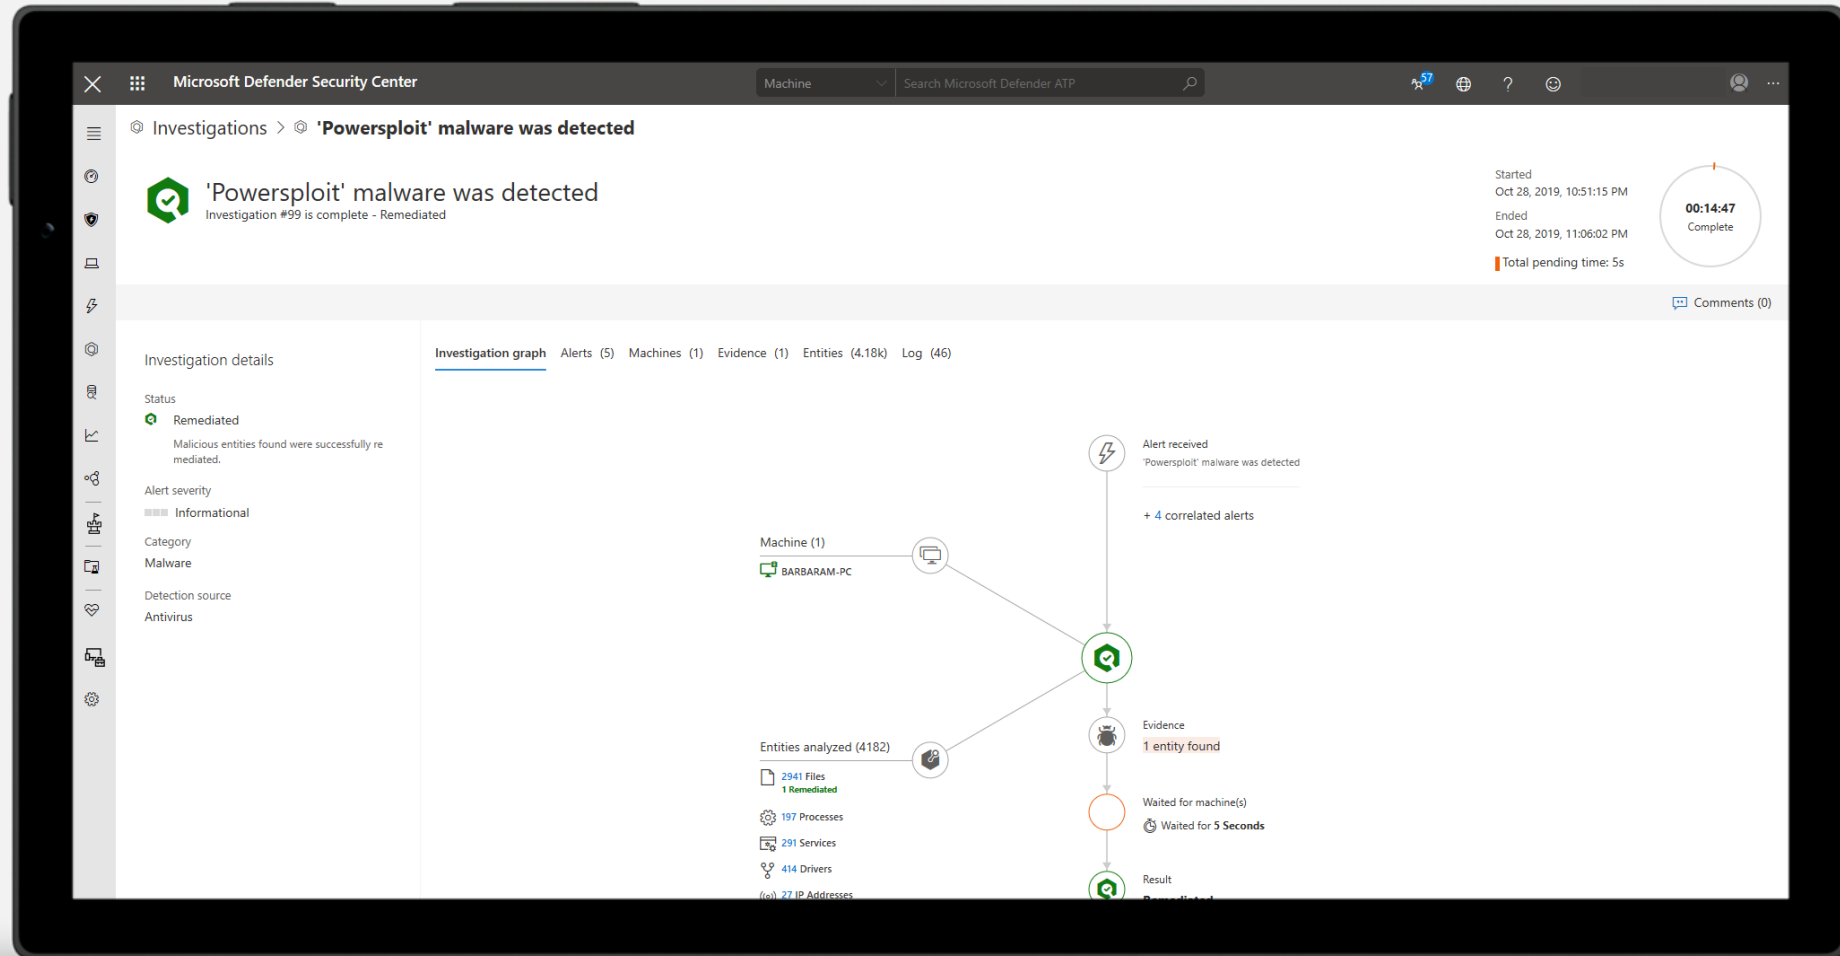 Microsoft Defender Security Center
Machine
Search Microsoft Defender ATP
57
?
Investigations > 'Powersploit' malware was detected
'Powersploit' malware was detected
Investigation #99 is complete - Remediated
Started
Oct 28, 2019, 10:51:15 PM
Ended
Oct 28, 2019, 11:06:02 PM
Total pending time: 5s
00:14:47
Complete
Comments (0)
Investigation details
Status
Remediated
Malicious entities found were successfully re
mediated.
Alert severity
Informational
Category
Malware
Detection source
Antivirus
Investigation graph Alerts (5) Machines (1) Evidence (1) Entities (4.18k) Log (46)
Alert received
'Powersploit' malware was detected
+ 4 correlated alerts
Machine (1)
BARBARAM-PC
Entities analyzed (4182)
2941 Files
1 Remediated
197 Processes
291 Services
414 Drivers
27 IP Addresses
Evidence
1 entity found
Waited for machine(s)
Waited for 5 Seconds
Result
Remediated